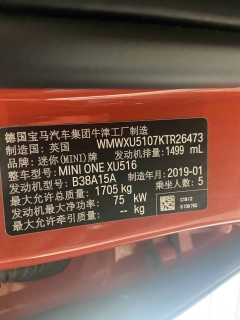 德国宝马汽车集团牛津工厂制造
制造国: 英国 WMWXU5107KTR26473
品牌: 迷你(MINI)牌 发动机排量: 1499 mL
整车型号: MINI ONE XU516
发动机型号: B38A15A 制造年月: 2019-01
最大允许总质量: 1705 kg 乘坐人数: 5
发动机最大净功率: 75 kW
最大允许牵引质量: -- kg